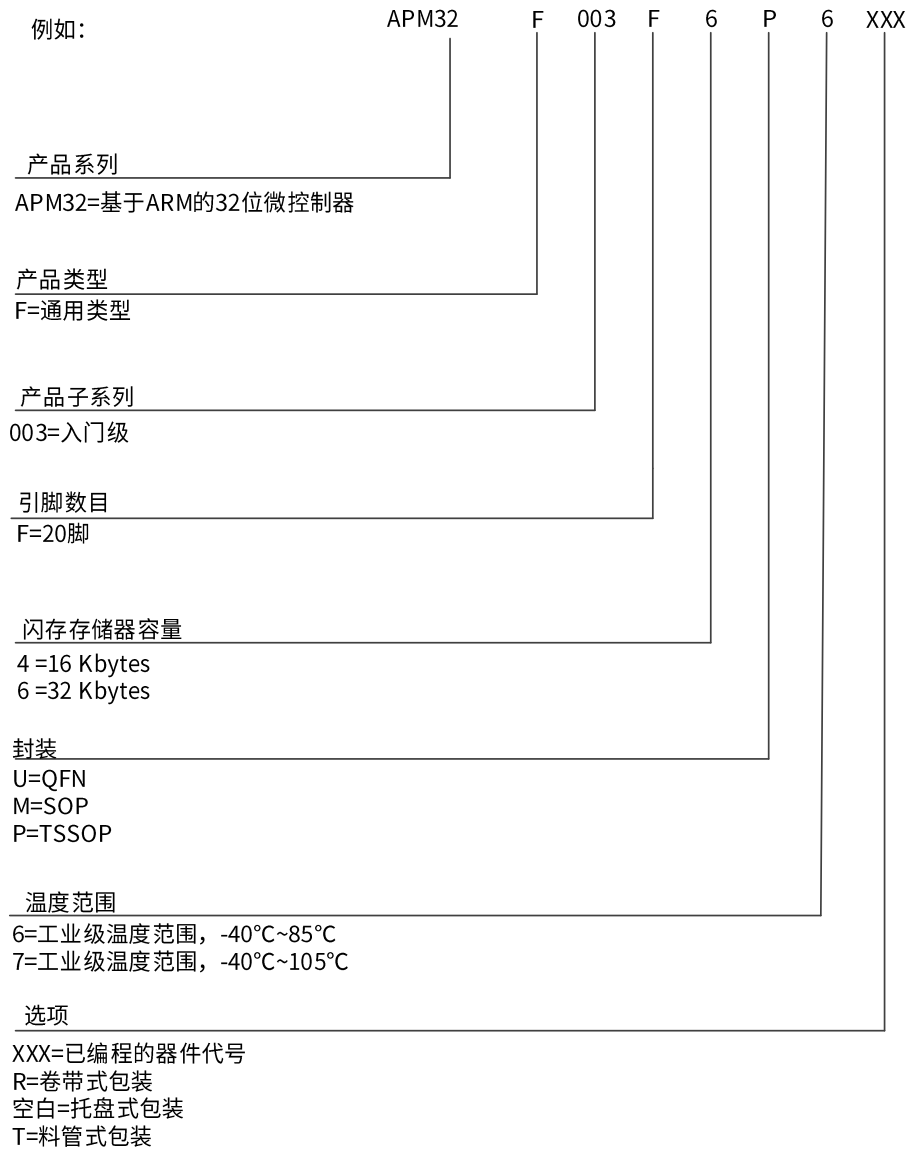 例如： APM32 F 003 F 6 P 6 XXX
产品系列
APM32=基于ARM的32位微控制器
产品类型
F=通用类型
产品子系列
003=入门级
引脚数目
F=20脚
闪存存储器容量
4 =16 Kbytes
6 =32 Kbytes
封装
U=QFN
M=SOP
P=TSSOP
温度范围
6=工业级温度范围，-40℃~85℃
7=工业级温度范围，-40℃~105℃
选项
XXX=已编程的器件代号
R=卷带式包装
空白=托盘式包装
T=料管式包装